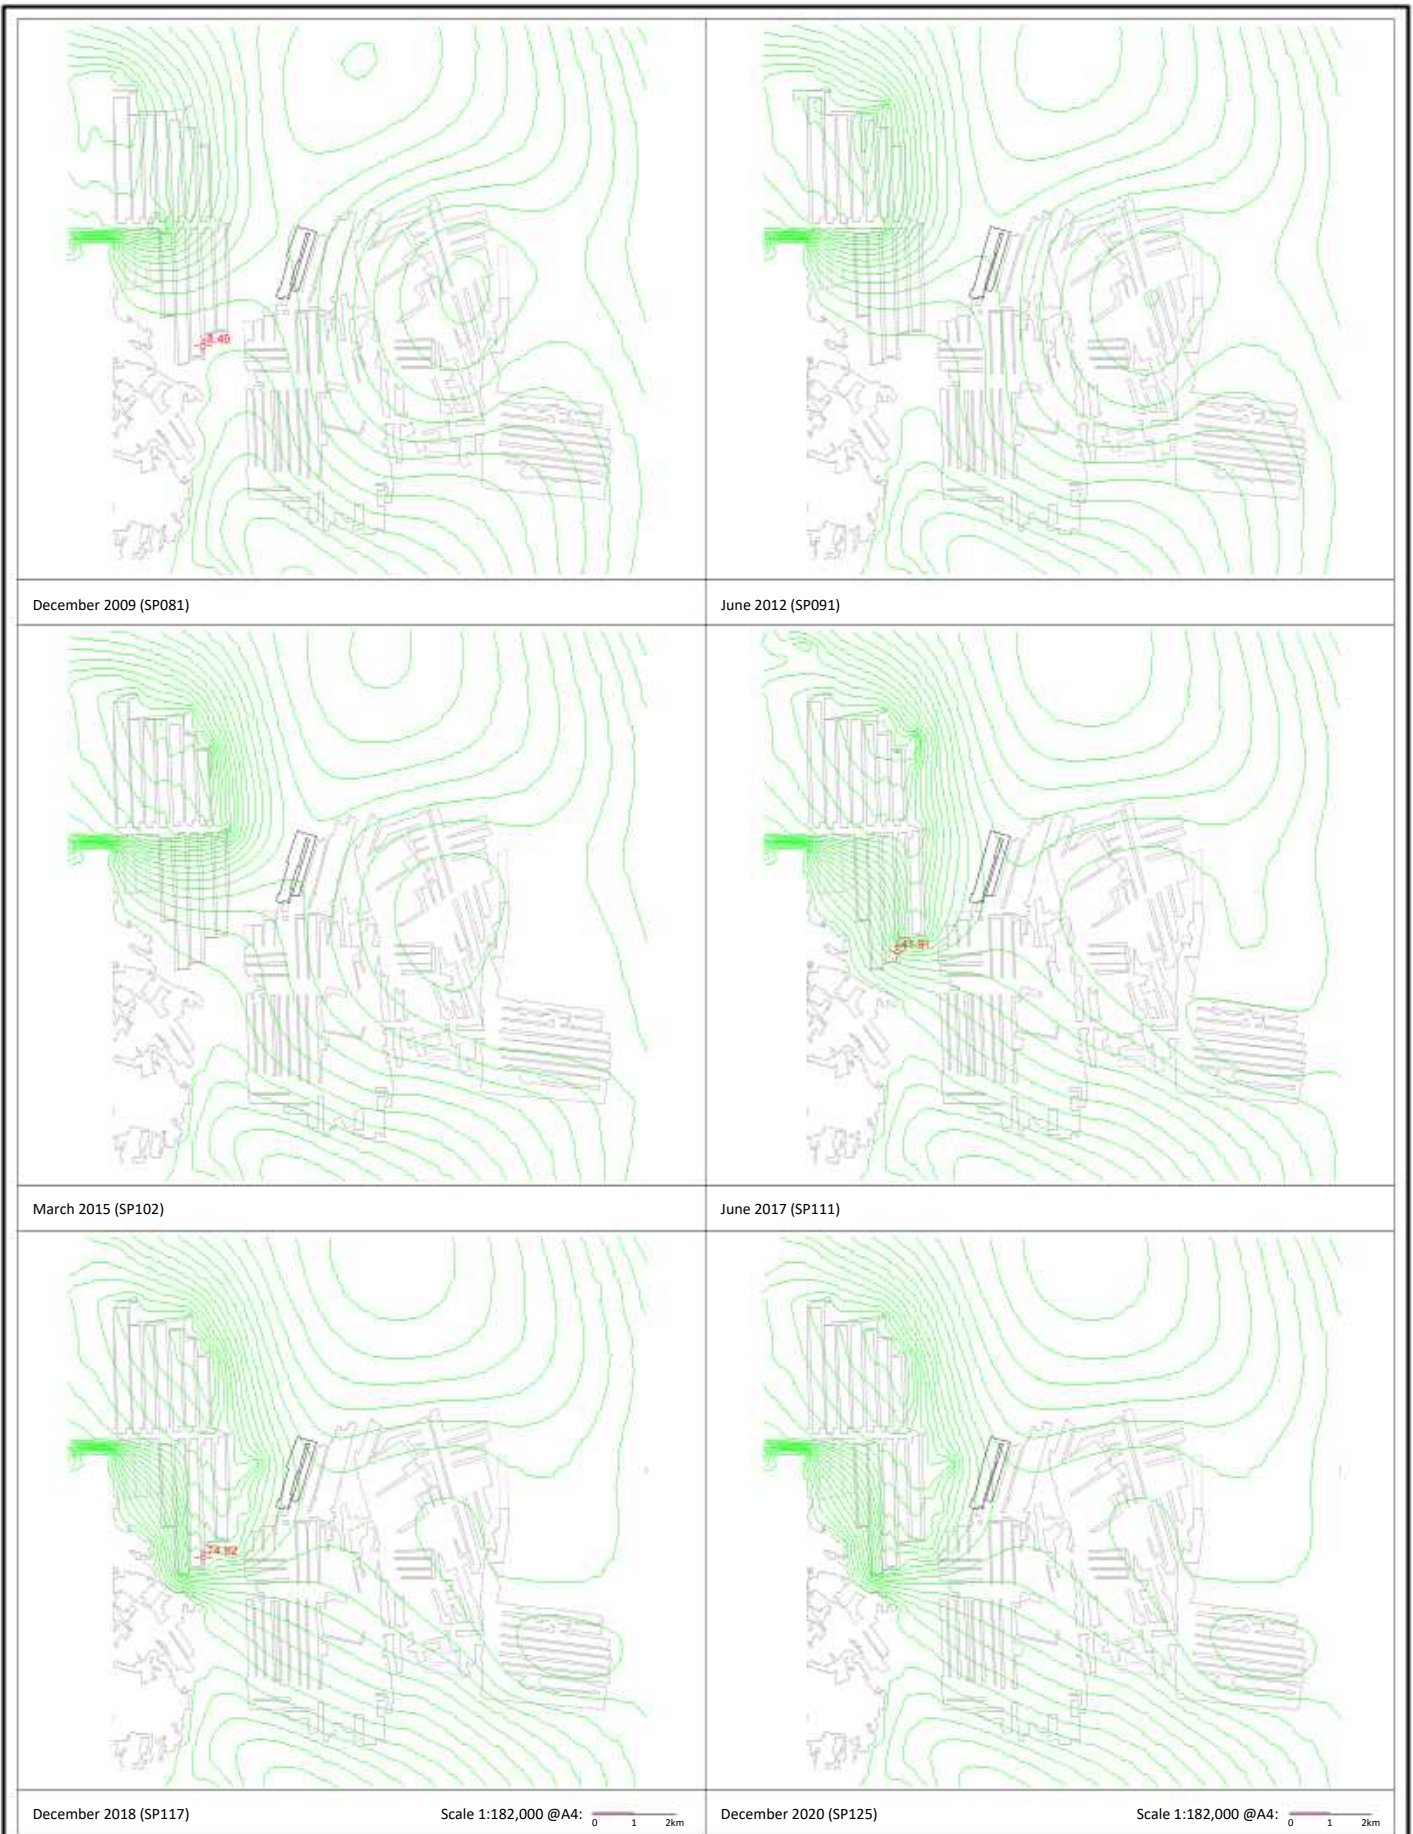 December 2009 (SP081)
June 2012 (SP091)
March 2015 (SP102)
June 2017 (SP111)
December 2018 (SP117)
Scale 1:182,000 @A4:
0 1 2km
December 2020 (SP125)
Scale 1:182,000 @A4:
0 1 2km